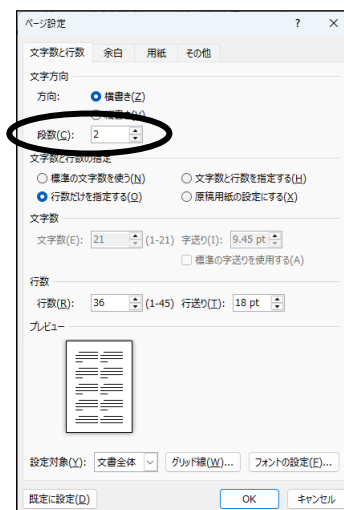 ページ設定 ? ×
文字数と行数 余白 用紙 その他
文字方向
方向: 横書き(Z)
段数(C): 2
文字数と行数の指定
標準の文字数を使う(N) 文字数と行数を指定する(H)
行数だけを指定する(O) 原稿用紙の設定にする(X)
文字数
文字数(E): 21 (1-21) 字送り(I): 9.45 pt
標準の字送りを使用する(A)
行数
行数(R): 36 (1-45) 行送り(T): 18 pt
プレビュー
設定対象(Y): 文書全体 グリッド線(W)... フォントの設定(F)...
既定に設定(D) OK キャンセル